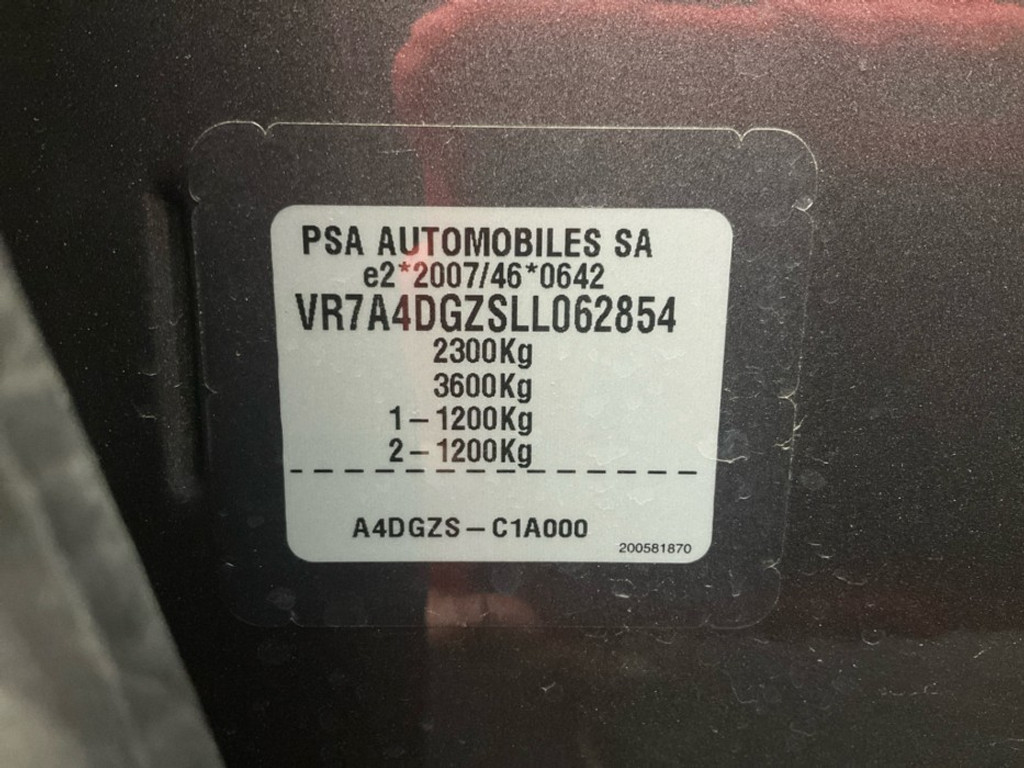 PSA AUTOMOBILES SA
e2*2007/46*0642
VR7A4DGZSLL062854
2300Kg
3600Kg
1-1200Kg
2-1200Kg
A4DGZS-C1A000
200581870